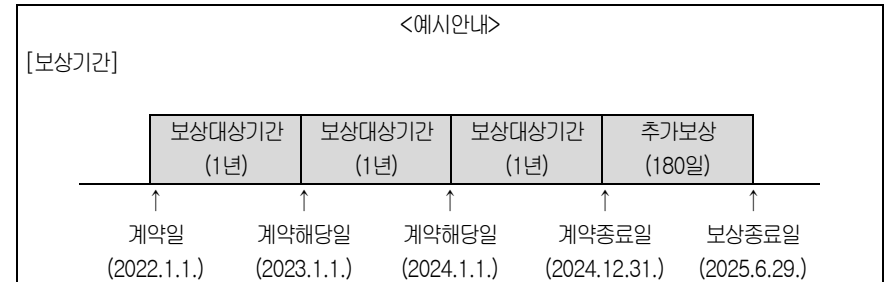 <예시안내>
[보상기간]
보상대상기간 보상대상기간 보상대상기간 추가보상
(1년) (1년) (1년) (180일)
↑ ↑ ↑ ↑ ↑
계약일 계약해당일 계약해당일 계약종료일 보상종료일
(2022.1.1.) (2023.1.1.) (2024.1.1.) (2024.12.31.) (2025.6.29.)